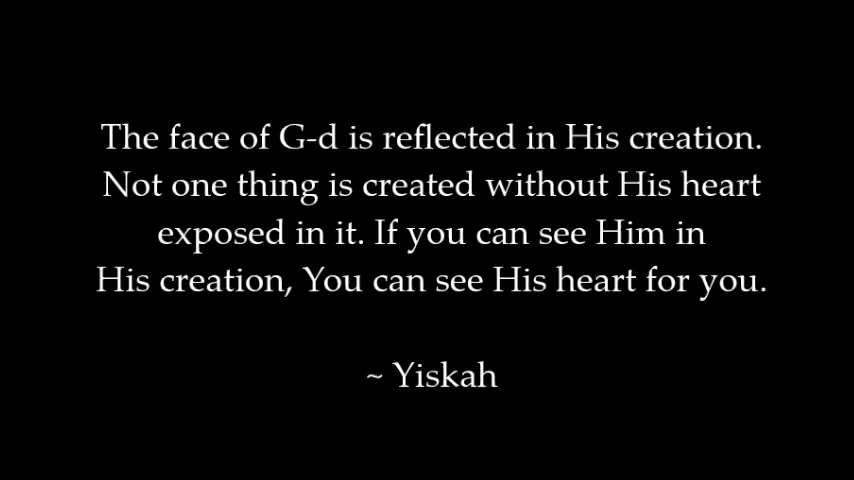 The face of G-d is reflected in His creation.
Not one thing is created without His heart
exposed in it. If you can see Him in
His creation, You can see His heart for you.
~ Yiskah